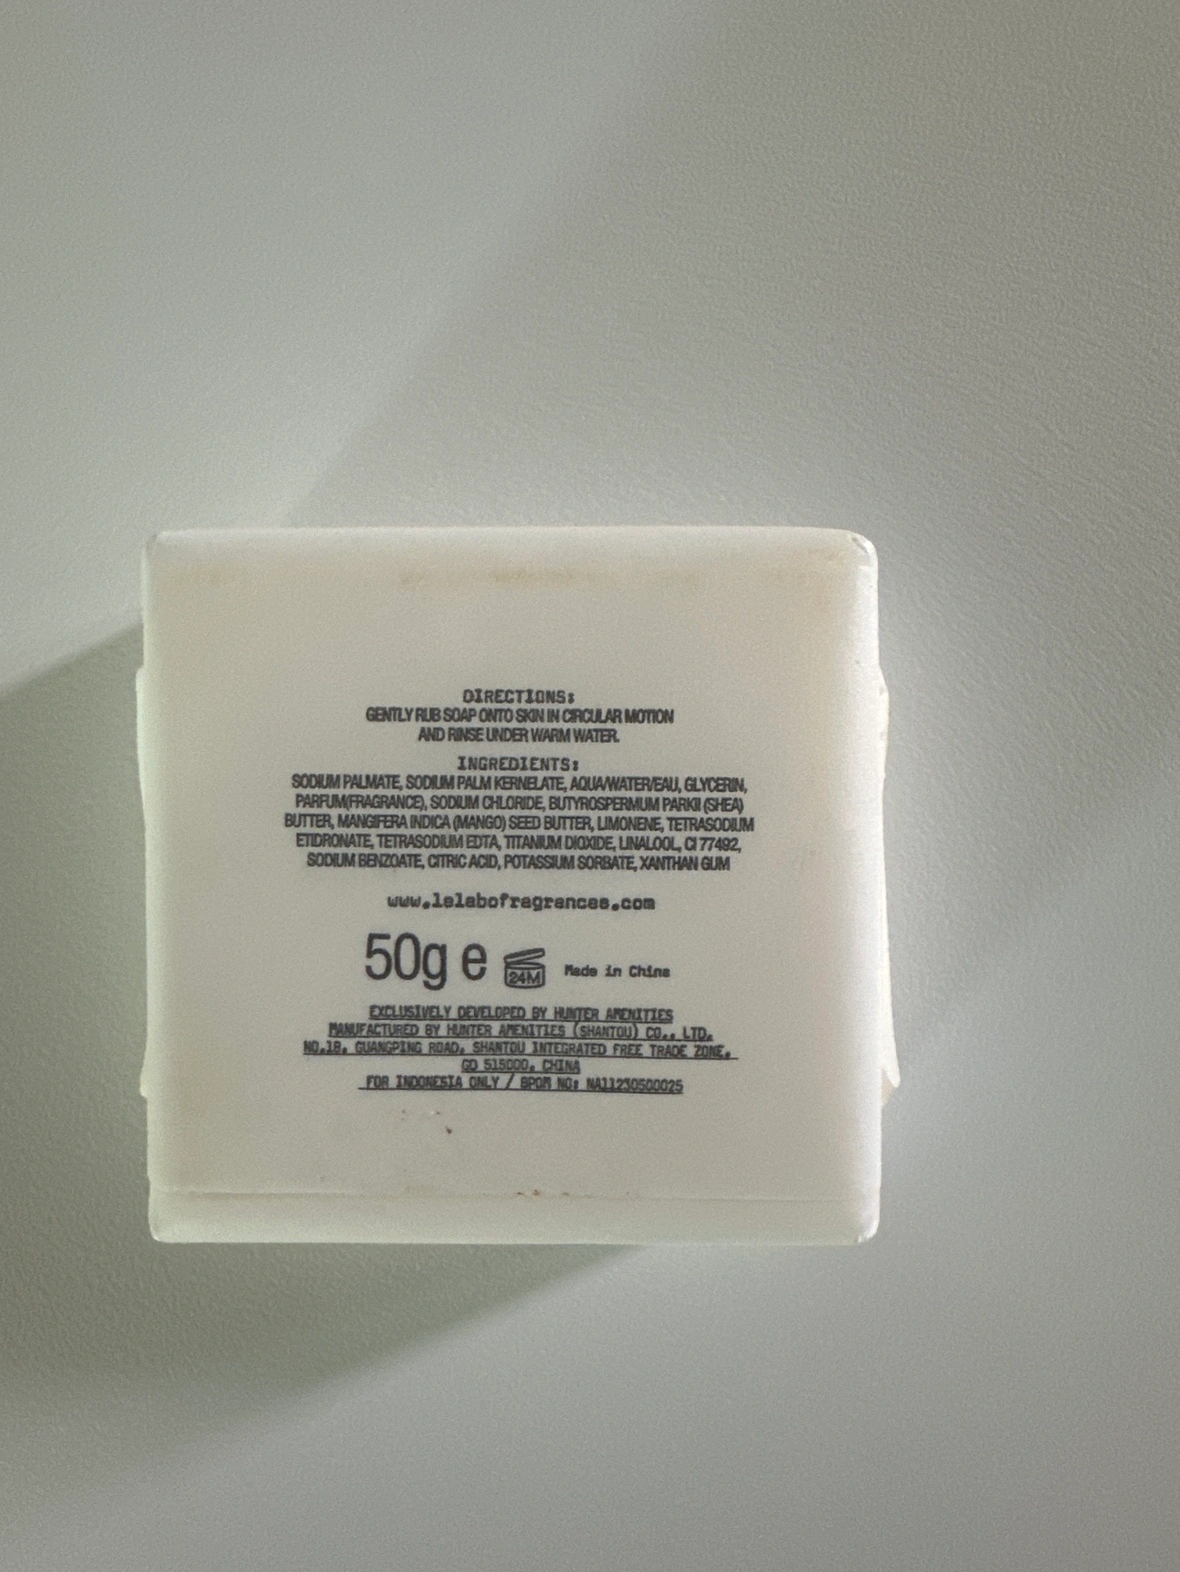 DIRECTIONS:
GENTLY RUB SOAP ONTO SKIN IN CIRCULAR MOTION
AND RINSE UNDER WARM WATER.
INGREDIENTS:
SODIUM PALMATE, SODIUM PALM KERNELATE, AQUA/WATER/EAU, GLYCERIN,
PARFUM(FRAGRANCE), SODIUM CHLORIDE, BUTYROSPERMUM PARKII (SHEA)
BUTTER, MANGIFERA INDICA (MANGO) SEED BUTTER, LIMONENE, TETRASODIUM
ETIDRONATE, TETRASODIUM EDTA, TITANIUM DIOXIDE, LINALOOL, CI 77492,
SODIUM BENZOATE, CITRIC ACID, POTASSIUM SORBATE, XANTHAN GUM
www.lelabofragrances.com
50g e 24M Made in China
EXCLUSIVELY DEVELOPED BY HUNTER AMENITIES
MANUFACTURED BY HUNTER AMENITIES (SHANTOU) CO., LTD.
NO.18, GUANGPING ROAD, SHANTOU INTEGRATED FREE TRADE ZONE,
GD 515000, CHINA
FOR INDONESIA ONLY / BPOM NO: NA11230500025